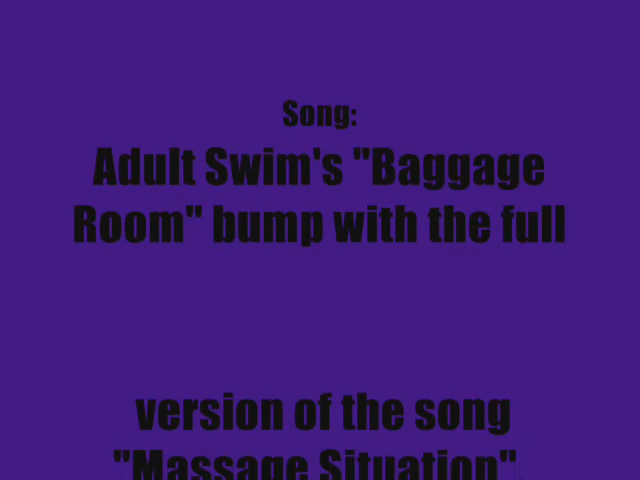 Song:
Adult Swim's "Baggage
Room" bump with the full
version of the song
"Massage Situation".